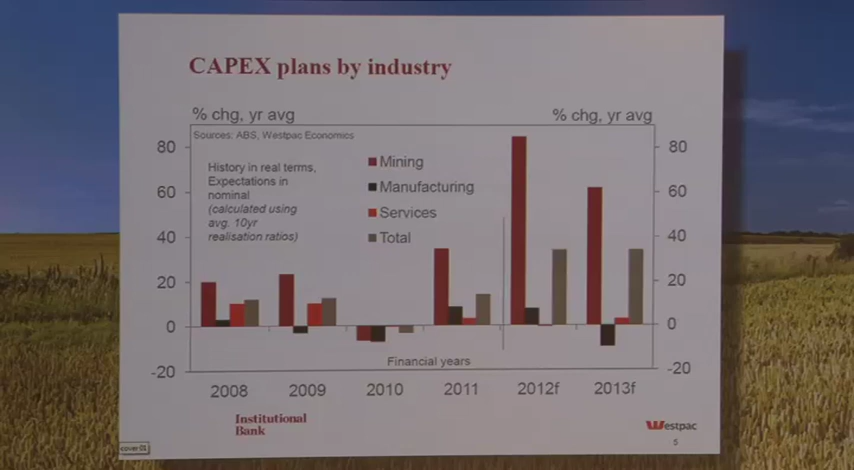 CAPEX plans by industry
% chg, yr avg
% chg, yr avg
Sources: ABS, Westpac Economics
History in real terms,
Expectations in
nominal
(calculated using
avg. 10yr
realisation ratios)
Mining
Manufacturing
Services
Total
80
60
40
20
0
-20
80
60
40
20
0
-20
Financial years
2008 2009 2010 2011 2012f 2013f
Institutional
Bank
Westpac
5
cover01